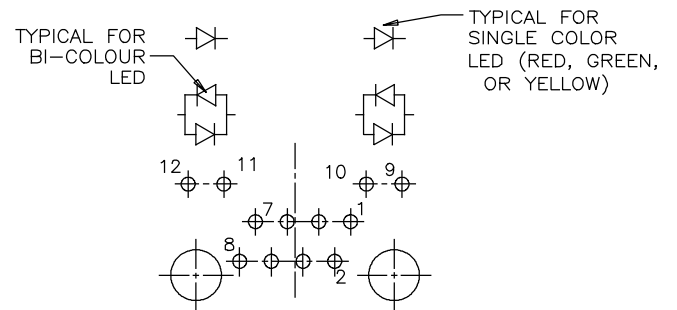 TYPICAL FOR
BI-COLOUR
LED
TYPICAL FOR
SINGLE COLOR
LED (RED, GREEN,
OR YELLOW)
12
11
10
9
7
1
8
2